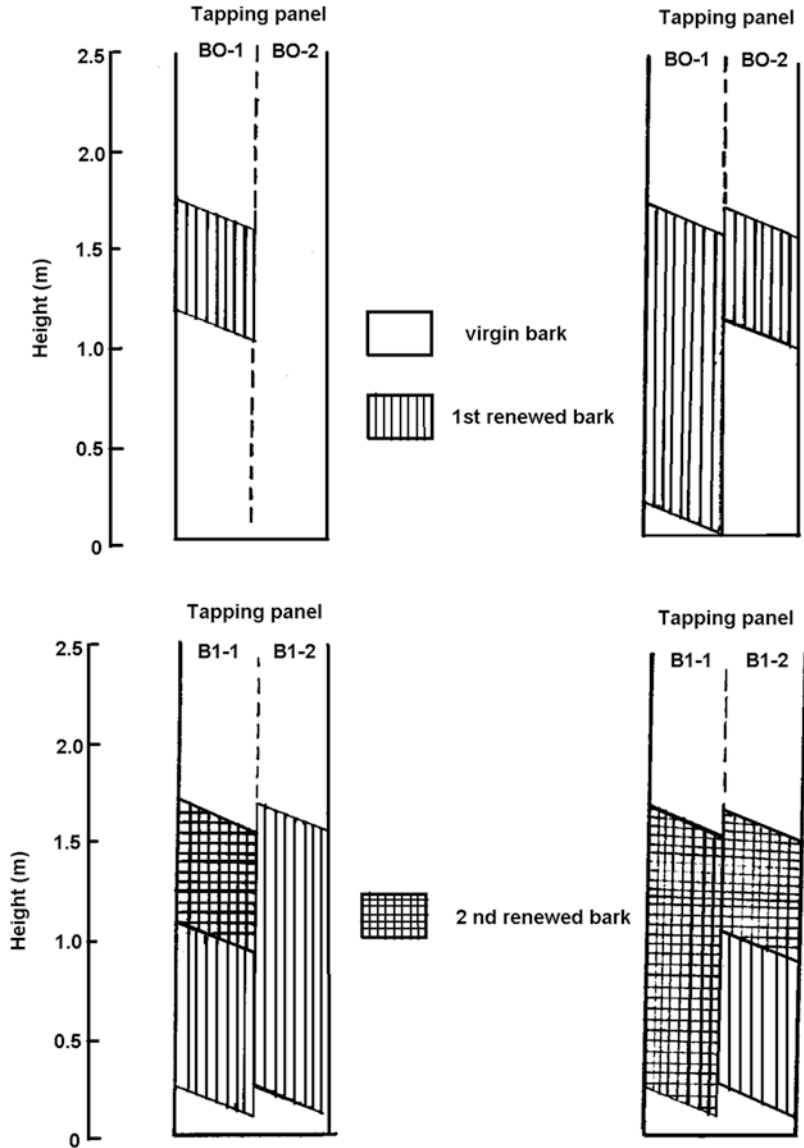 Tapping panel
BO-1 BO-2
2.5
2.0
1.5
1.0
0.5
0
Height (m)
Tapping panel
BO-1 BO-2
virgin bark
1st renewed bark
Tapping panel
B1-1 B1-2
2.5
2.0
1.5
1.0
0.5
0
Height (m)
Tapping panel
B1-1 B1-2
2 nd renewed bark